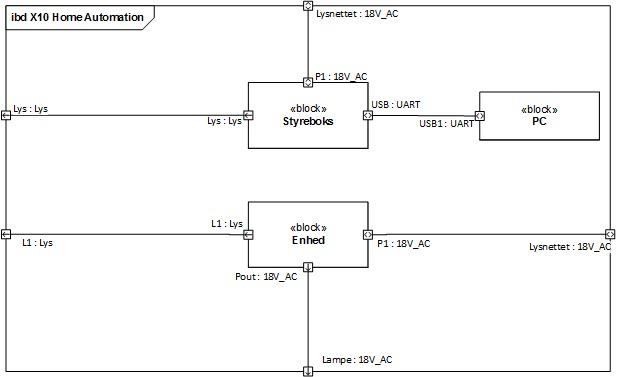 ibd X10 Home Automation
Lysnettet : 18V_AC
P1 : 18V_AC
Lys : Lys
Lys : Lys
«block»
Styreboks
USB : UART
USB1 : UART
«block»
PC
L1 : Lys
L1 : Lys
«block»
Enhed
P1 : 18V_AC
Lysnettet : 18V_AC
Pout : 18V_AC
Lampe : 18V_AC